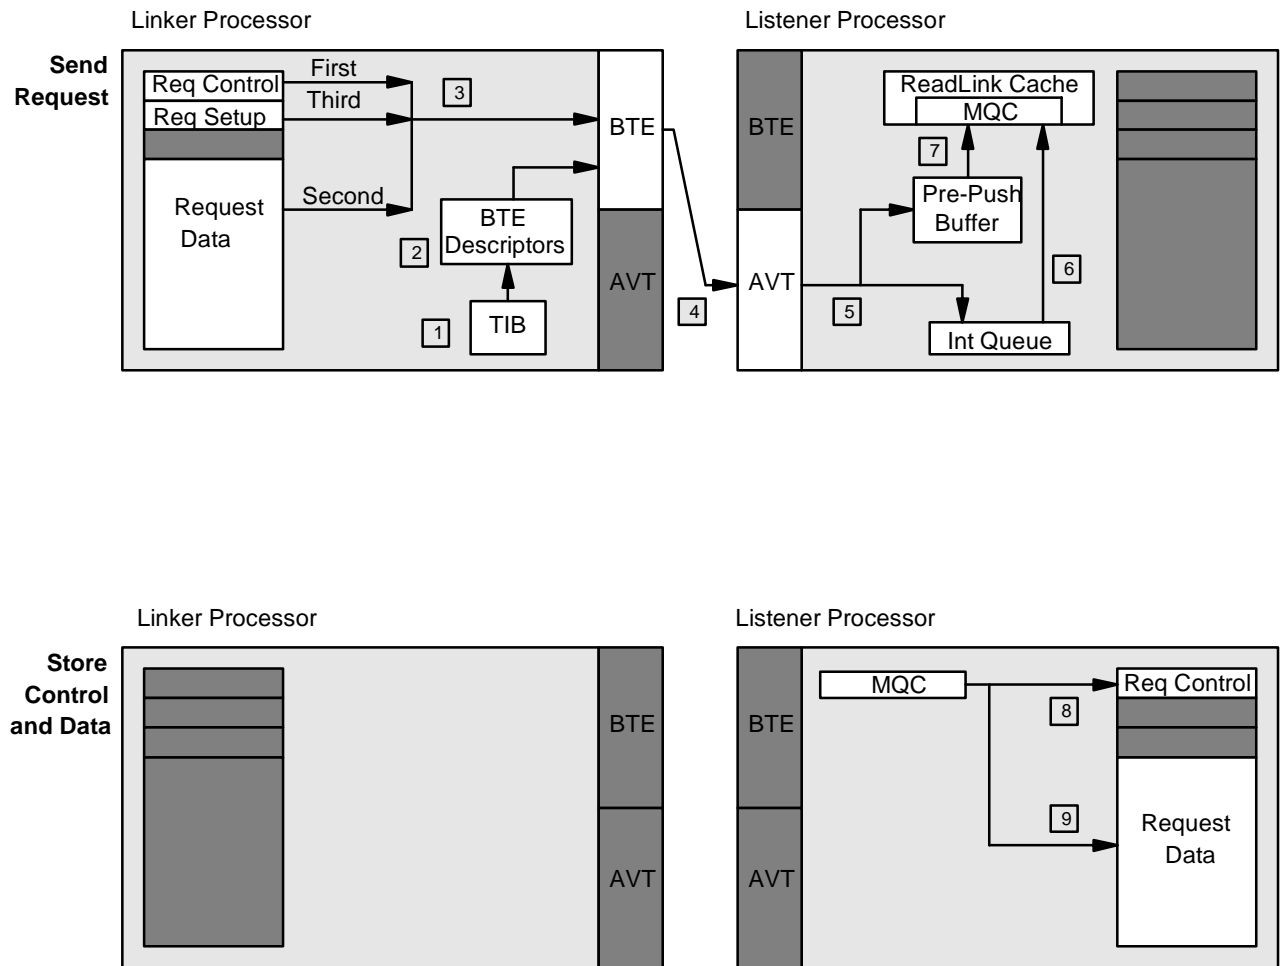 Linker Processor
Listener Processor
Send
Request
Req Control
First
Req Setup
Third
3
Request
Data
Second
BTE
Descriptors
2
TIB
1
BTE
AVT
4
BTE
AVT
5
ReadLink Cache
MQC
7
Pre-Push
Buffer
6
Int Queue
Linker Processor
Listener Processor
Store
Control
and Data
BTE
AVT
BTE
AVT
MQC
8
9
Req Control
Request
Data